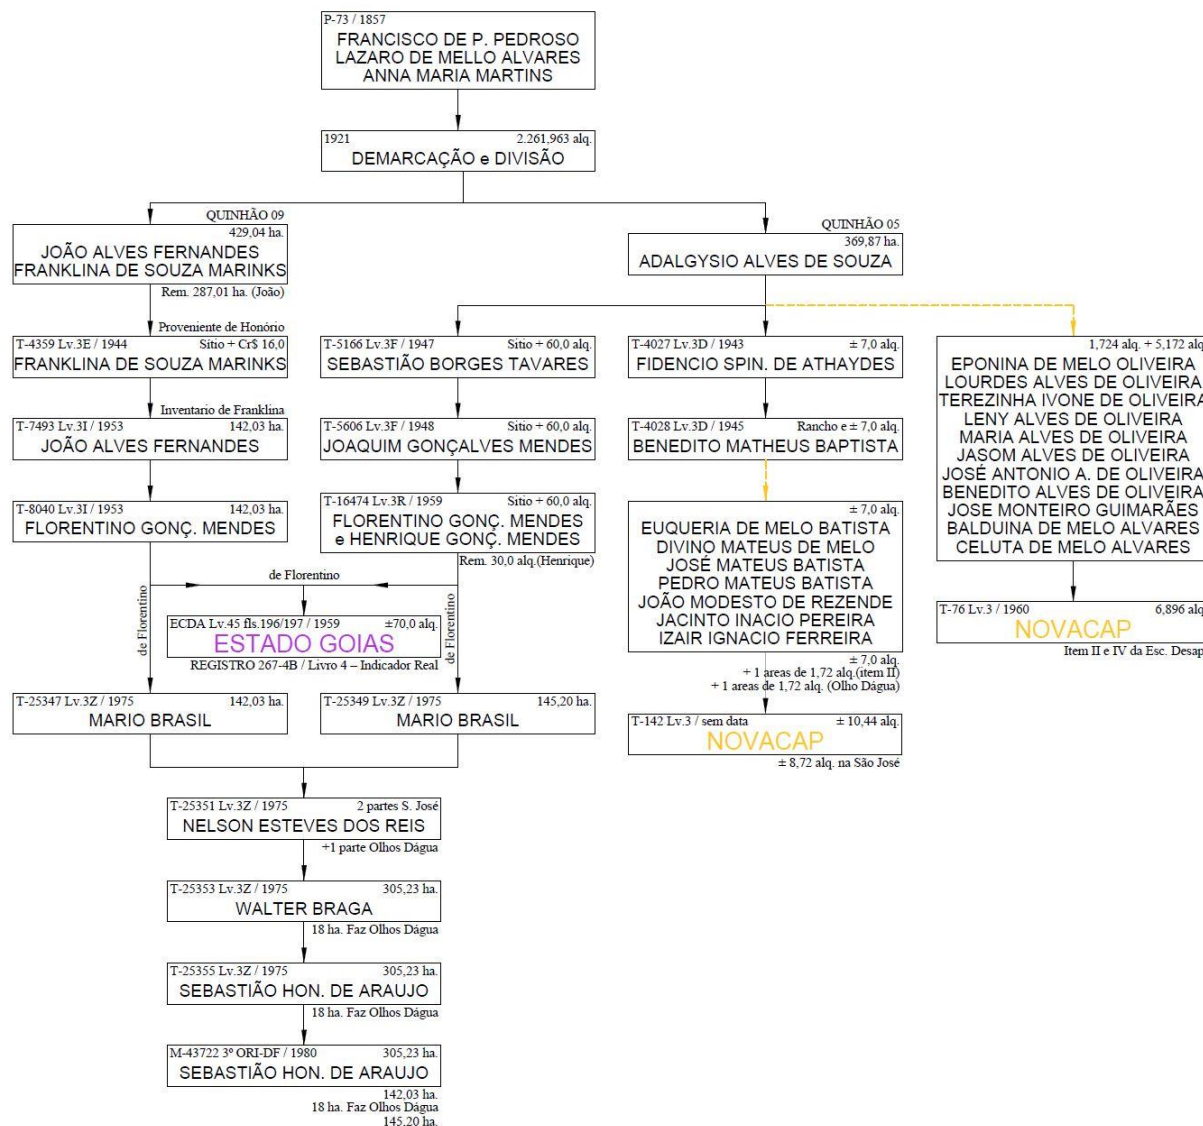 P-73 / 1857
FRANCISCO DE P. PEDROSO
LAZARO DE MELLO ALVARES
ANNA MARIA MARTINS
1921 2.261,963 alq.
DEMARCAÇÃO e DIVISÃO
QUINHÃO 09
429,04 ha.
JOÃO ALVES FERNANDES
FRANKLINA DE SOUZA MARINKS
Rem. 287,01 ha. (João)
QUINHÃO 05
369,87 ha.
ADALGYSIO ALVES DE SOUZA
Proveniente de Honório
T-4359 Lv.3E / 1944 Sítio + Cr$ 16,0
FRANKLINA DE SOUZA MARINKS
Inventario de Franklina
T-7493 Lv.3I / 1953 142,03 ha.
JOÃO ALVES FERNANDES
T-8040 Lv.3I / 1953 142,03 ha.
FLORENTINO GONÇ. MENDES
T-5166 Lv.3F / 1947 Sitio + 60,0 alq.
SEBASTIÃO BORGES TAVARES
T-5606 Lv.3F / 1948 Sitio + 60,0 alq.
JOAQUIM GONÇALVES MENDES
T-16474 Lv.3R / 1959 Sitio + 60,0 alq.
FLORENTINO GONÇ. MENDES
e HENRIQUE GONÇ. MENDES
Rem. 30,0 alq.(Henrique)
T-4027 Lv.3D / 1943 ± 7,0 alq.
FIDENCIO SPIN. DE ATHAYDES
T-4028 Lv.3D / 1945 Rancho e ± 7,0 alq.
BENEDITO MATHEUS BAPTISTA
± 7,0 alq.
EUQUERIA DE MELO BATISTA
DIVINO MATEUS DE MELO
JOSÉ MATEUS BATISTA
PEDRO MATEUS BATISTA
JOÃO MODESTO DE REZENDE
JACINTO INACIO PEREIRA
IZAIR IGNACIO FERREIRA
± 7,0 alq.
+ 1 areas de 1,72 alq.(item II)
+ 1 areas de 1,72 alq. (Olho Dágua)
T-142 Lv.3 / sem data ± 10,44 alq.
NOVACAP
± 8,72 alq. na São José
1,724 alq. + 5,172 alq
EPONINA DE MELO OLIVEIRA
LOURDES ALVES DE OLIVEIRA
TEREZINHA IVONE DE OLIVEIRA
LENY ALVES DE OLIVEIRA
MARIA ALVES DE OLIVEIRA
JASOM ALVES DE OLIVEIRA
JOSÉ ANTONIO A. DE OLIVEIRA
BENEDITO ALVES DE OLIVEIRA
JOSE MONTEIRO GUIMARÃES
BALDUINA DE MELO ALVARES
CELUTA DE MELO ALVARES
T-76 Lv.3 / 1960 6,896 alq
NOVACAP
Item II e IV da Esc. Desap
de Florentino
de Florentino
de Florentino
ECDA Lv.45 fls.196/197 / 1959 ±70,0 alq.
ESTADO GOIAS
REGISTRO 267-4B / Livro 4 – Indicador Real
T-25347 Lv.3Z / 1975 142,03 ha.
MARIO BRASIL
T-25349 Lv.3Z / 1975 145,20 ha.
MARIO BRASIL
T-25351 Lv.3Z / 1975 2 partes S. José
NELSON ESTEVES DOS REIS
+1 parte Olhos Dágua
T-25353 Lv.3Z / 1975 305,23 ha.
WALTER BRAGA
18 ha. Faz Olhos Dágua
T-25355 Lv.3Z / 1975 305,23 ha.
SEBASTIÃO HON. DE ARAUJO
18 ha. Faz Olhos Dágua
M-43722 3º ORI-DF / 1980 305,23 ha.
SEBASTIÃO HON. DE ARAUJO
142,03 ha.
18 ha. Faz Olhos Dágua
145,20 ha.